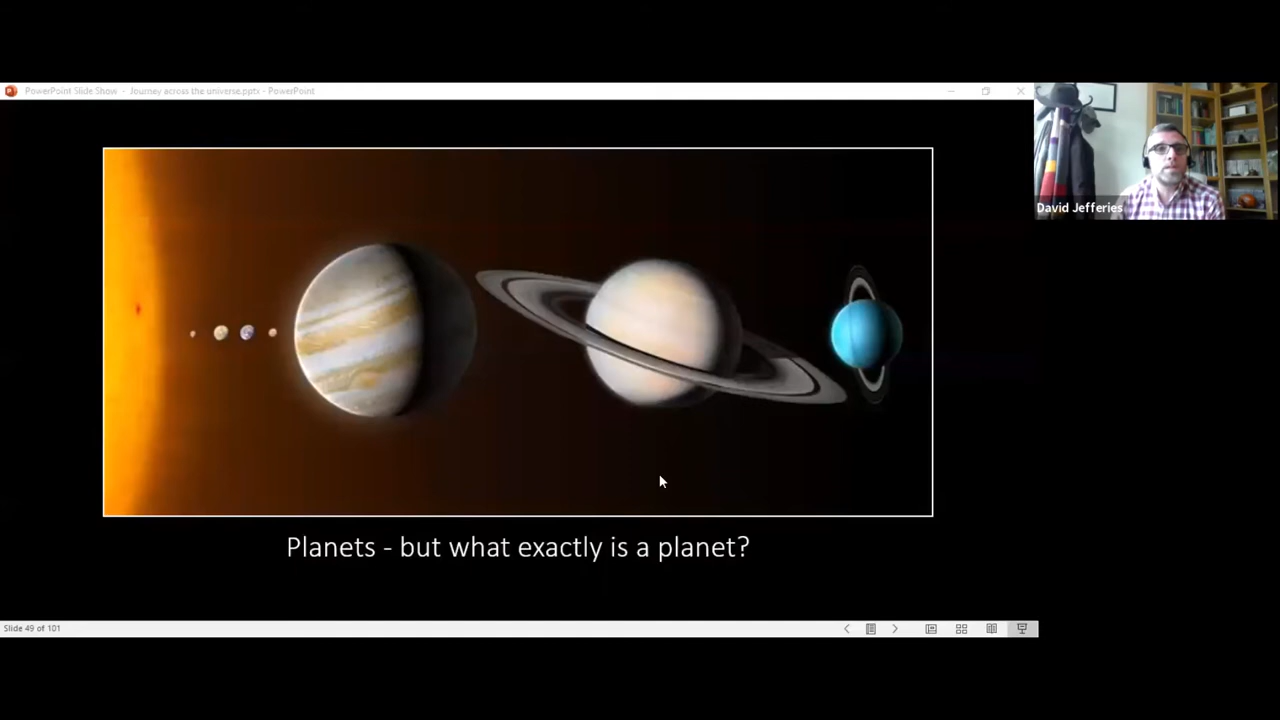 PowerPoint Slide Show - Journey across the universe.pptx - PowerPoint
David Jefferies
Planets - but what exactly is a planet?
Slide 49 of 101